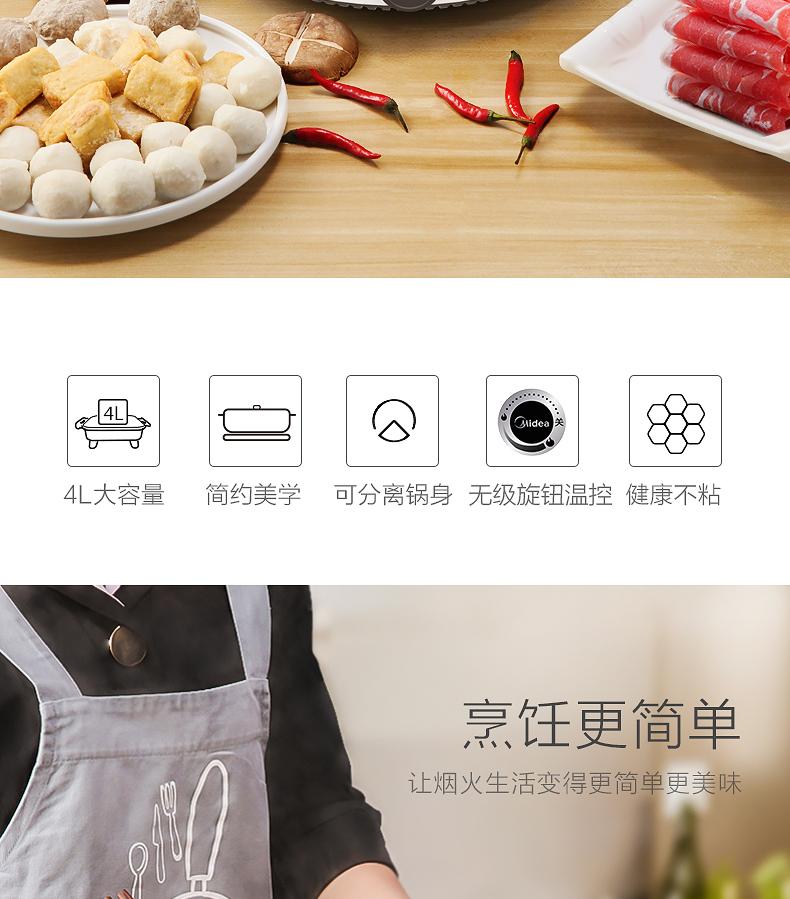 4L
Midea
关
4L大容量
简约美学
可分离锅身
无级旋钮温控
健康不粘
烹饪更简单
让烟火生活变得更简单更美味